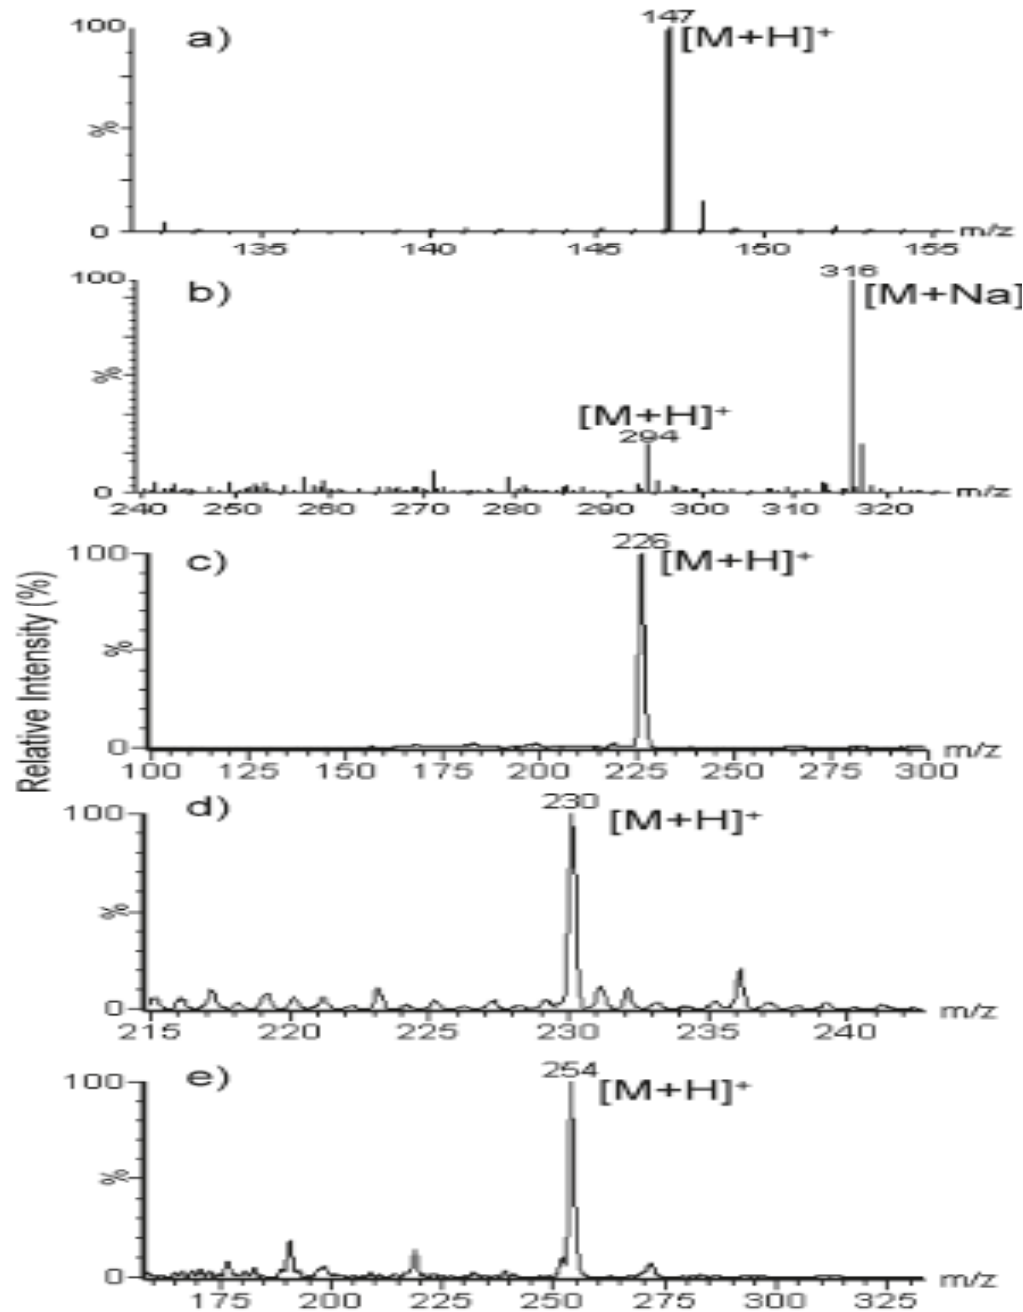 Relative Intensity (%)
a)
147
[M+H]+
100
%
0
135 140 145 150 155 m/z
b)
316
[M+Na]
[M+H]+
294
100
%
0
240 250 260 270 280 290 300 310 320 m/z
c)
226
[M+H]+
100
%
0
100 125 150 175 200 225 250 275 300 m/z
d)
230
[M+H]+
100
%
0
215 220 225 230 235 240 m/z
e)
254
[M+H]+
100
%
0
175 200 225 250 275 300 325 m/z